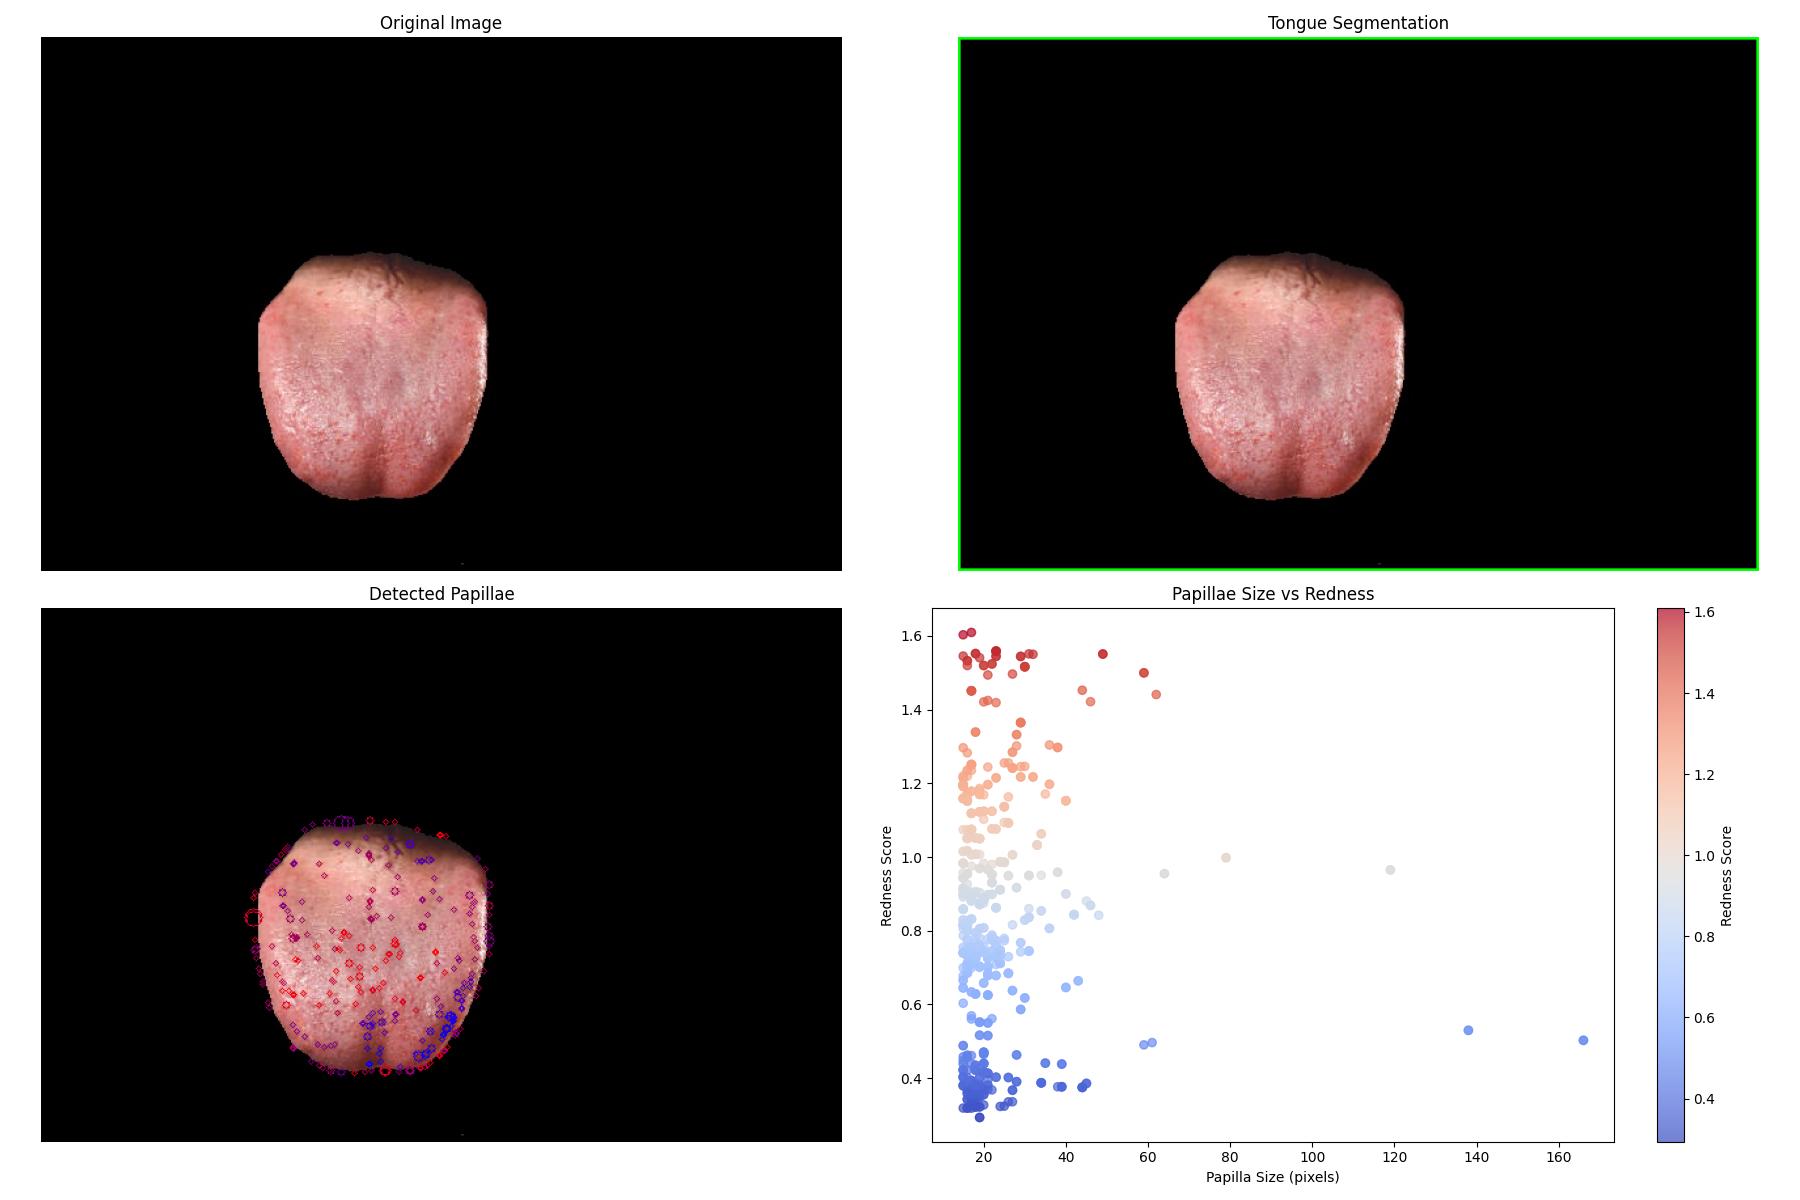 Original Image
Tongue Segmentation
Detected Papillae
Papillae Size vs Redness
1.6
1.4
1.2
1.0
0.8
0.6
0.4
Redness Score
20 40 60 80 100 120 140 160
Papilla Size (pixels)
1.6
1.4
1.2
1.0
0.8
0.6
0.4
Redness Score